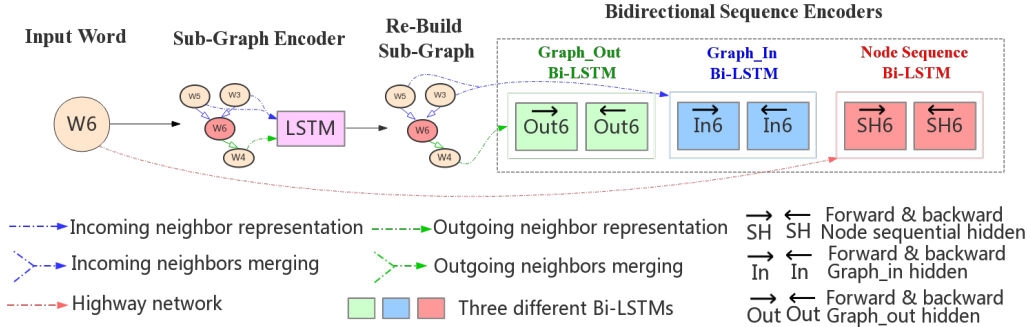 Bidirectional Sequence Encoders
Input Word
Sub-Graph Encoder
Re-Build
Sub-Graph
Graph_Out
Bi-LSTM
Graph_In
Bi-LSTM
Node Sequence
Bi-LSTM
W6
W5
W3
W6
W4
LSTM
W5
W3
W6
W4
Out6
Out6
In6
In6
SH6
SH6
Incoming neighbor representation
Outgoing neighbor representation
SH SH
Forward & backward
Node sequential hidden
Incoming neighbors merging
Outgoing neighbors merging
In In
Forward & backward
Graph_in hidden
Highway network
Three different Bi-LSTMs
Out Out
Forward & backward
Graph_out hidden